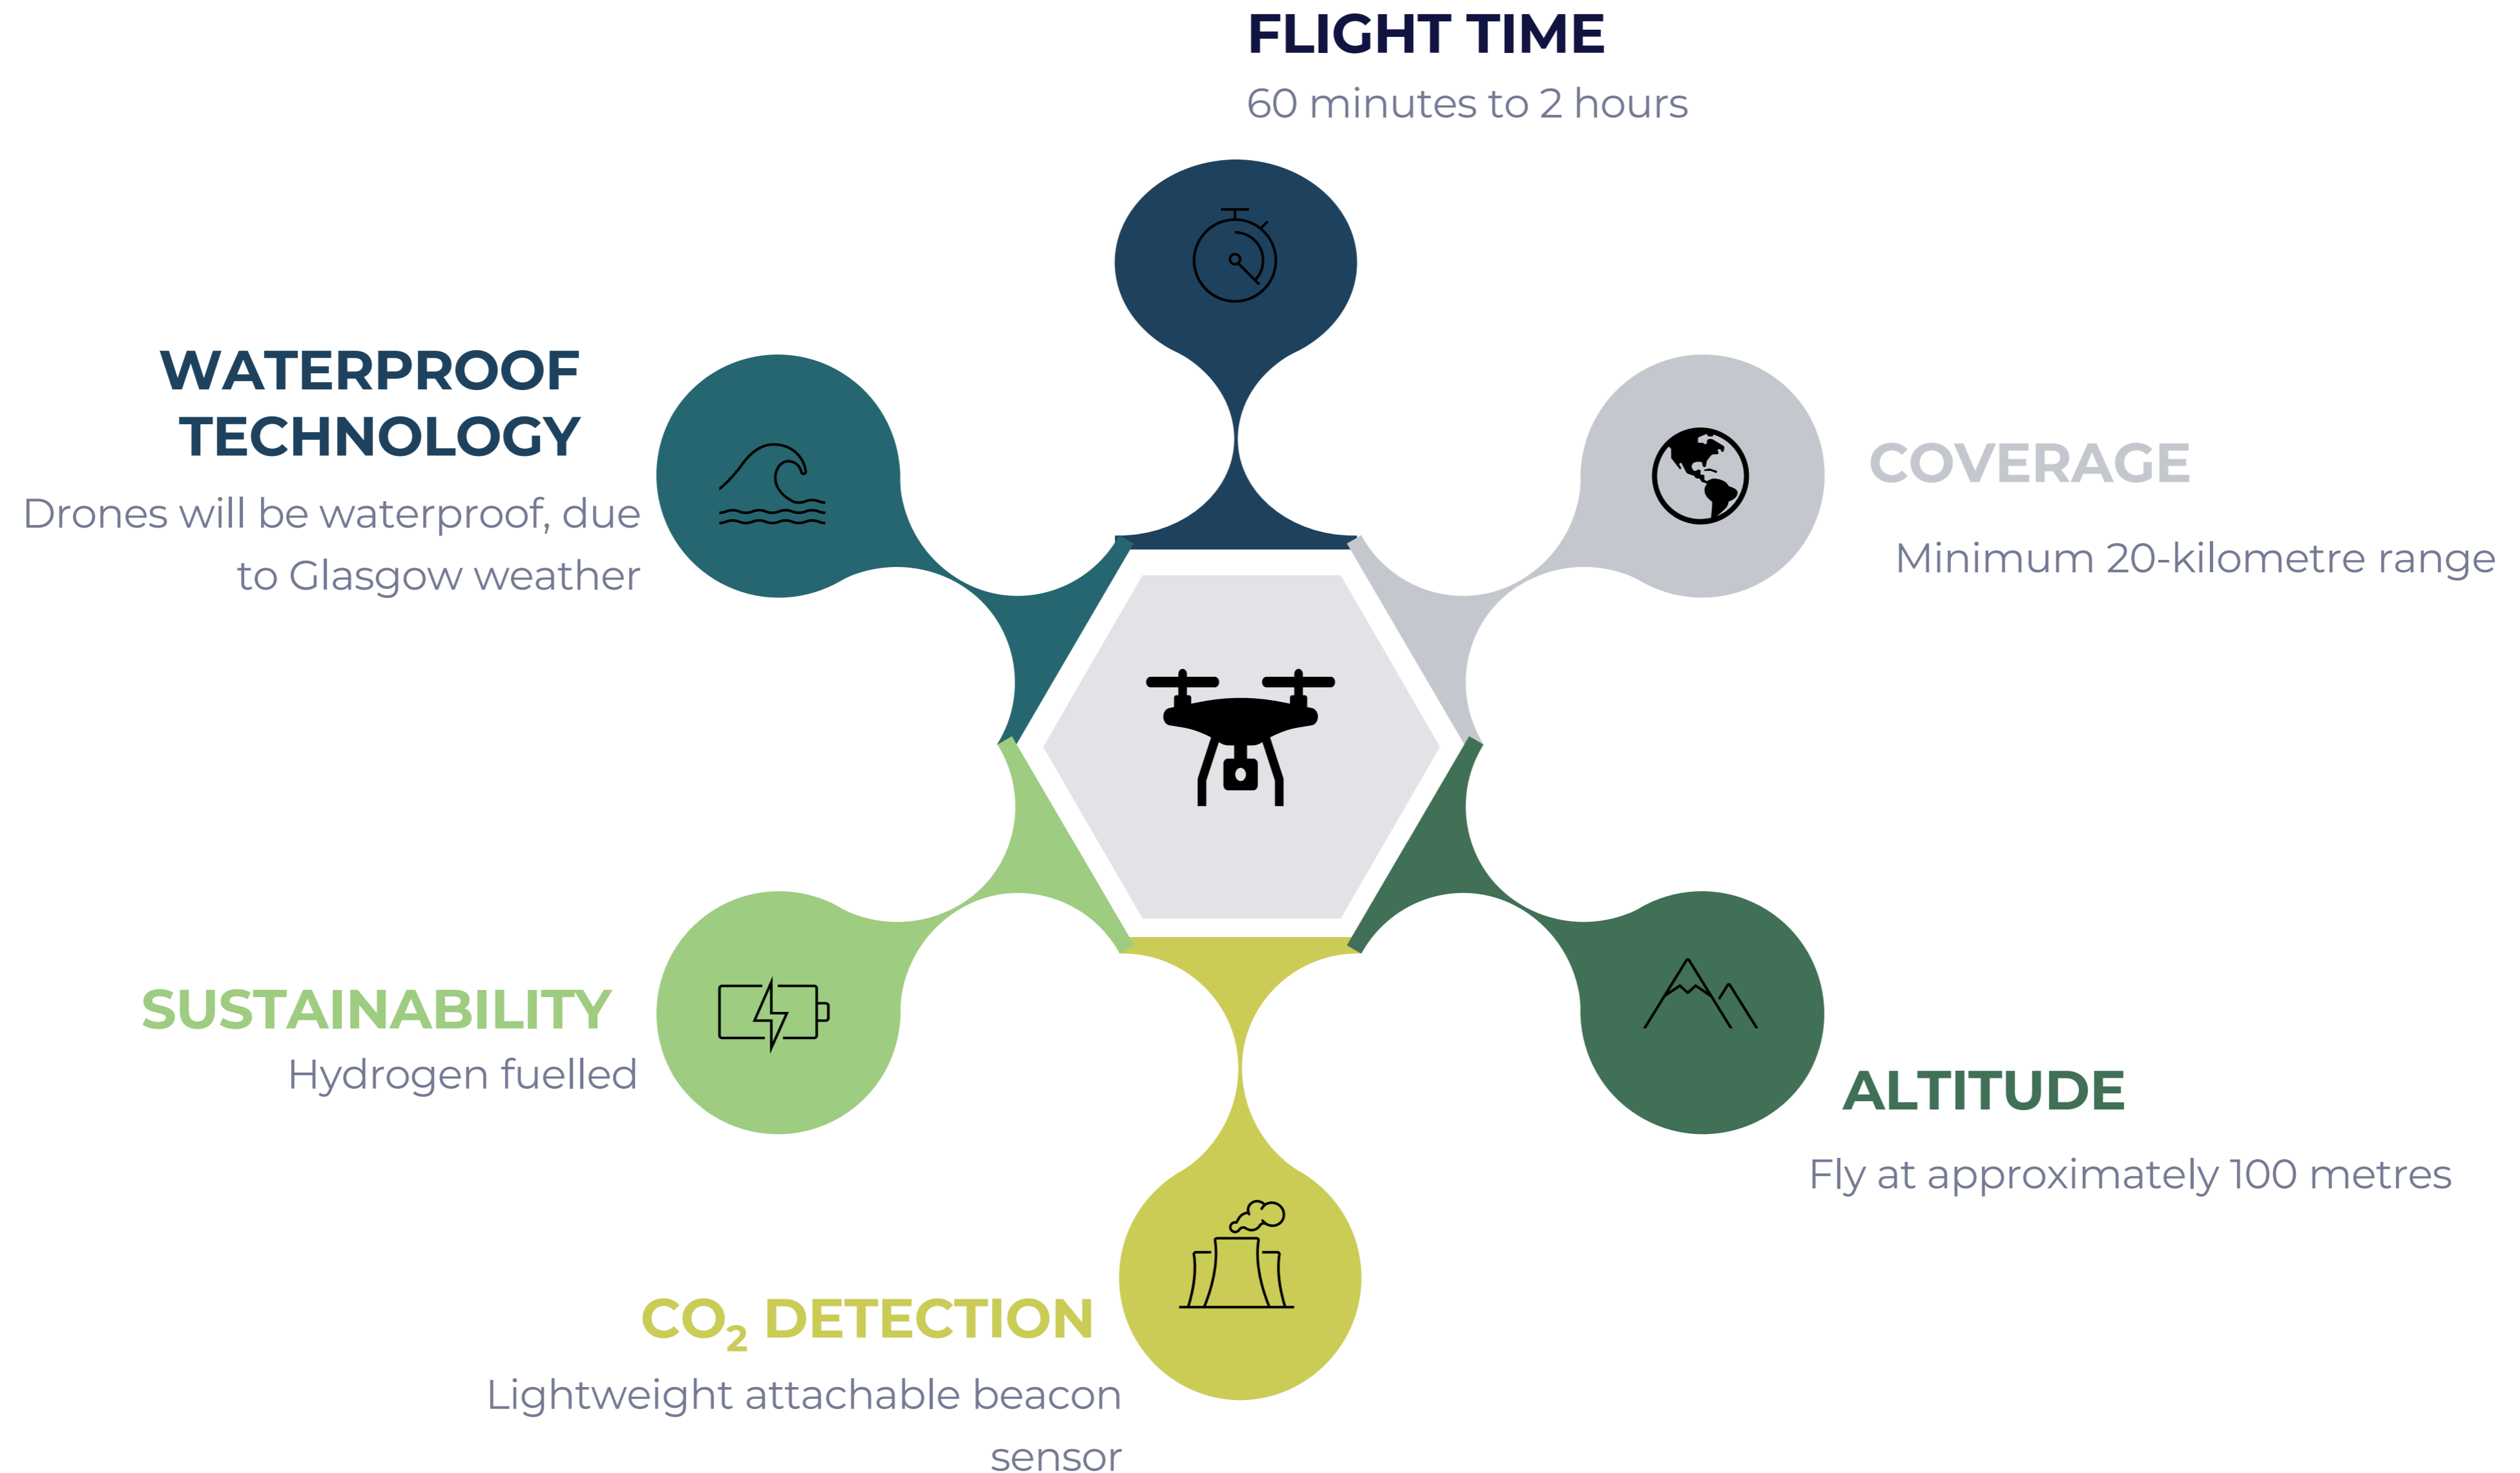 FLIGHT TIME
60 minutes to 2 hours
WATERPROOF
TECHNOLOGY
Drones will be waterproof, due
to Glasgow weather
COVERAGE
Minimum 20-kilometre range
SUSTAINABILITY
Hydrogen fuelled
ALTITUDE
Fly at approximately 100 metres
CO₂ DETECTION
Lightweight attachable beacon
sensor